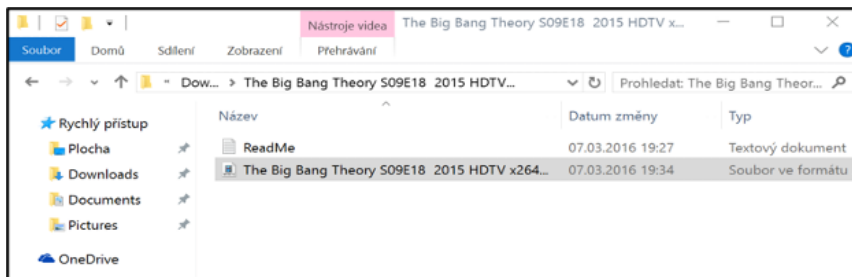 Nástroje videa The Big Bang Theory S09E18 2015 HDTV x...
Soubor Domů Sdílení Zobrazení Přehrávání
Dow... > The Big Bang Theory S09E18 2015 HDTV... Prohledat: The Big Bang Theor...
Rychlý přístup Název Datum změny Typ
Plocha ReadMe 07.03.2016 19:27 Textový dokument
Downloads The Big Bang Theory S09E18 2015 HDTV x264... 07.03.2016 19:34 Soubor ve formátu
Documents
Pictures
OneDrive